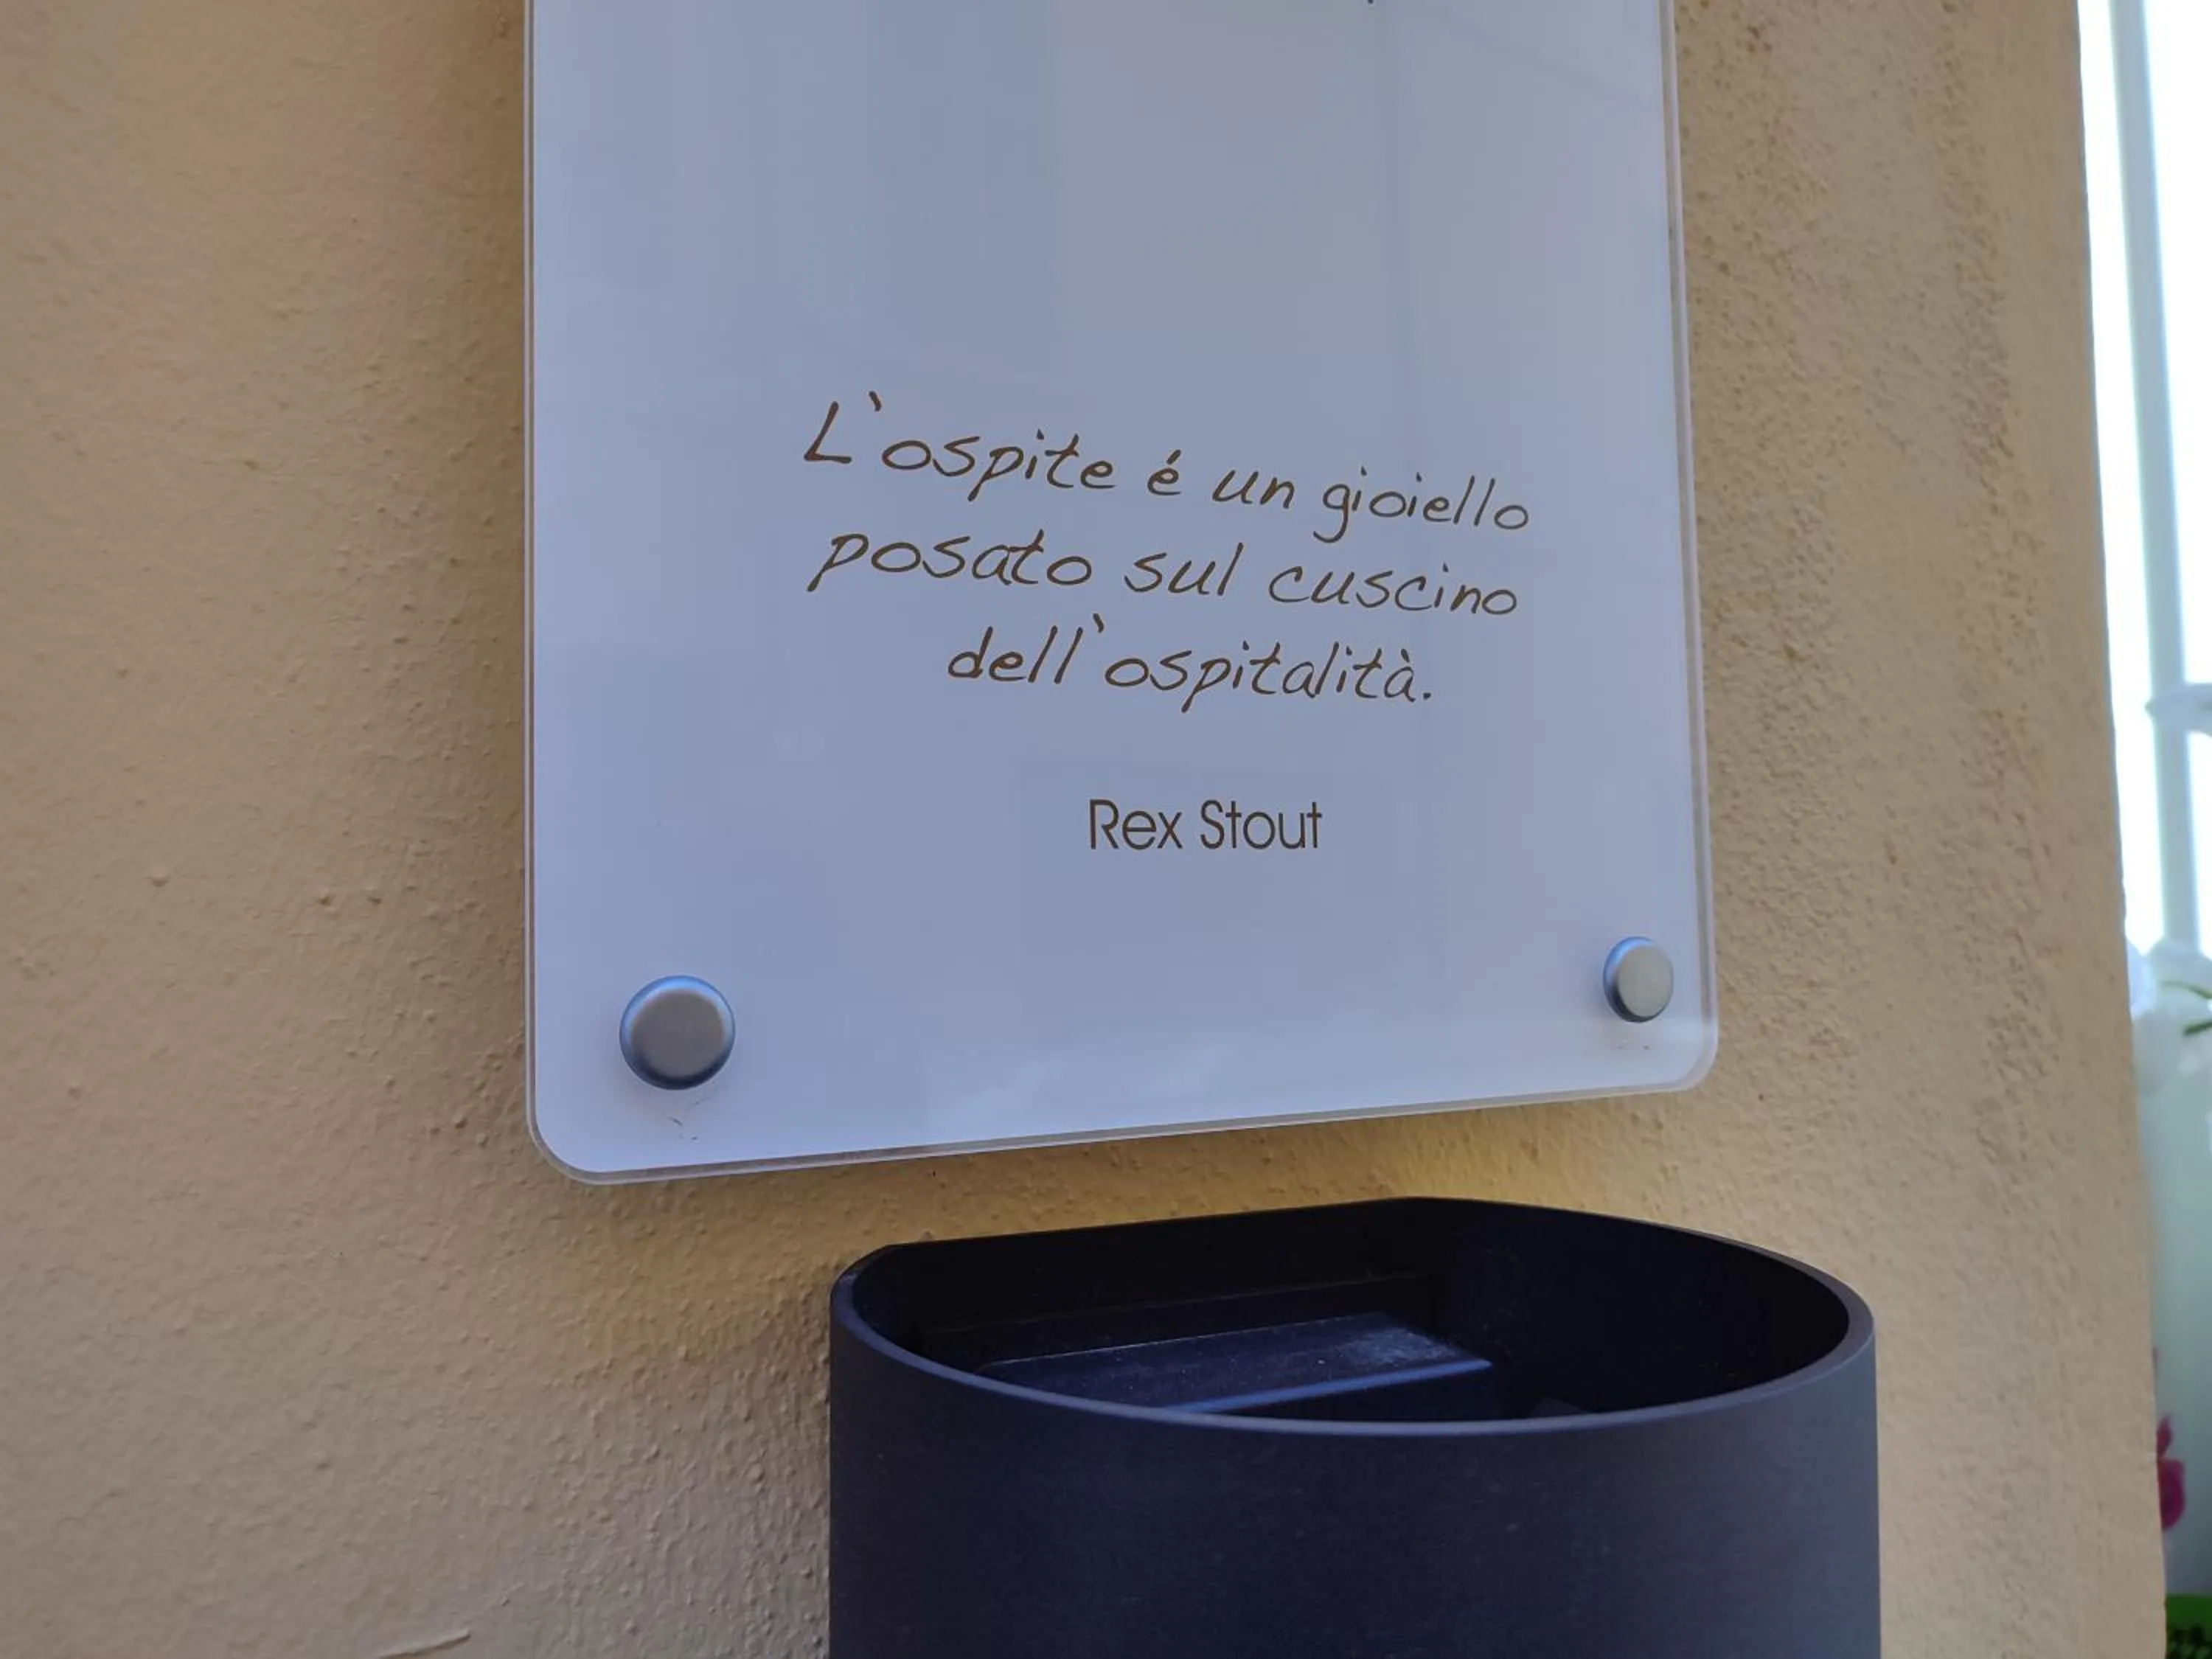 L'ospite é un gioiello
posato sul cuscino
dell'ospitalità.
Rex Stout